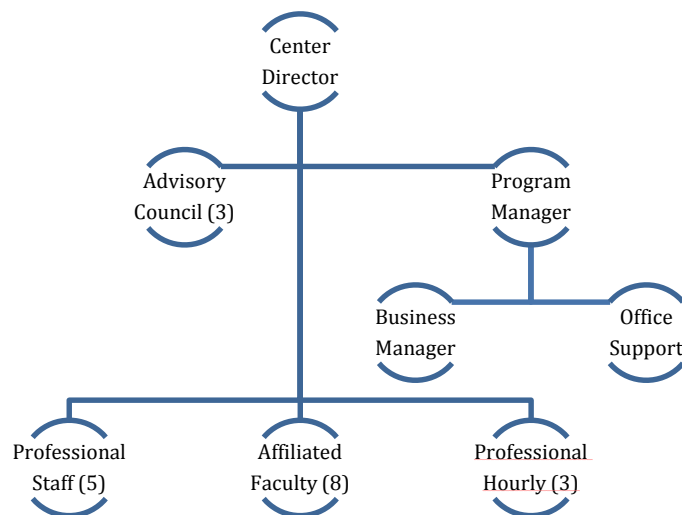 Center
Director
Advisory
Council (3)
Program
Manager
Business
Manager
Office
Support
Professional
Staff (5)
Affiliated
Faculty (8)
Professional
Hourly (3)